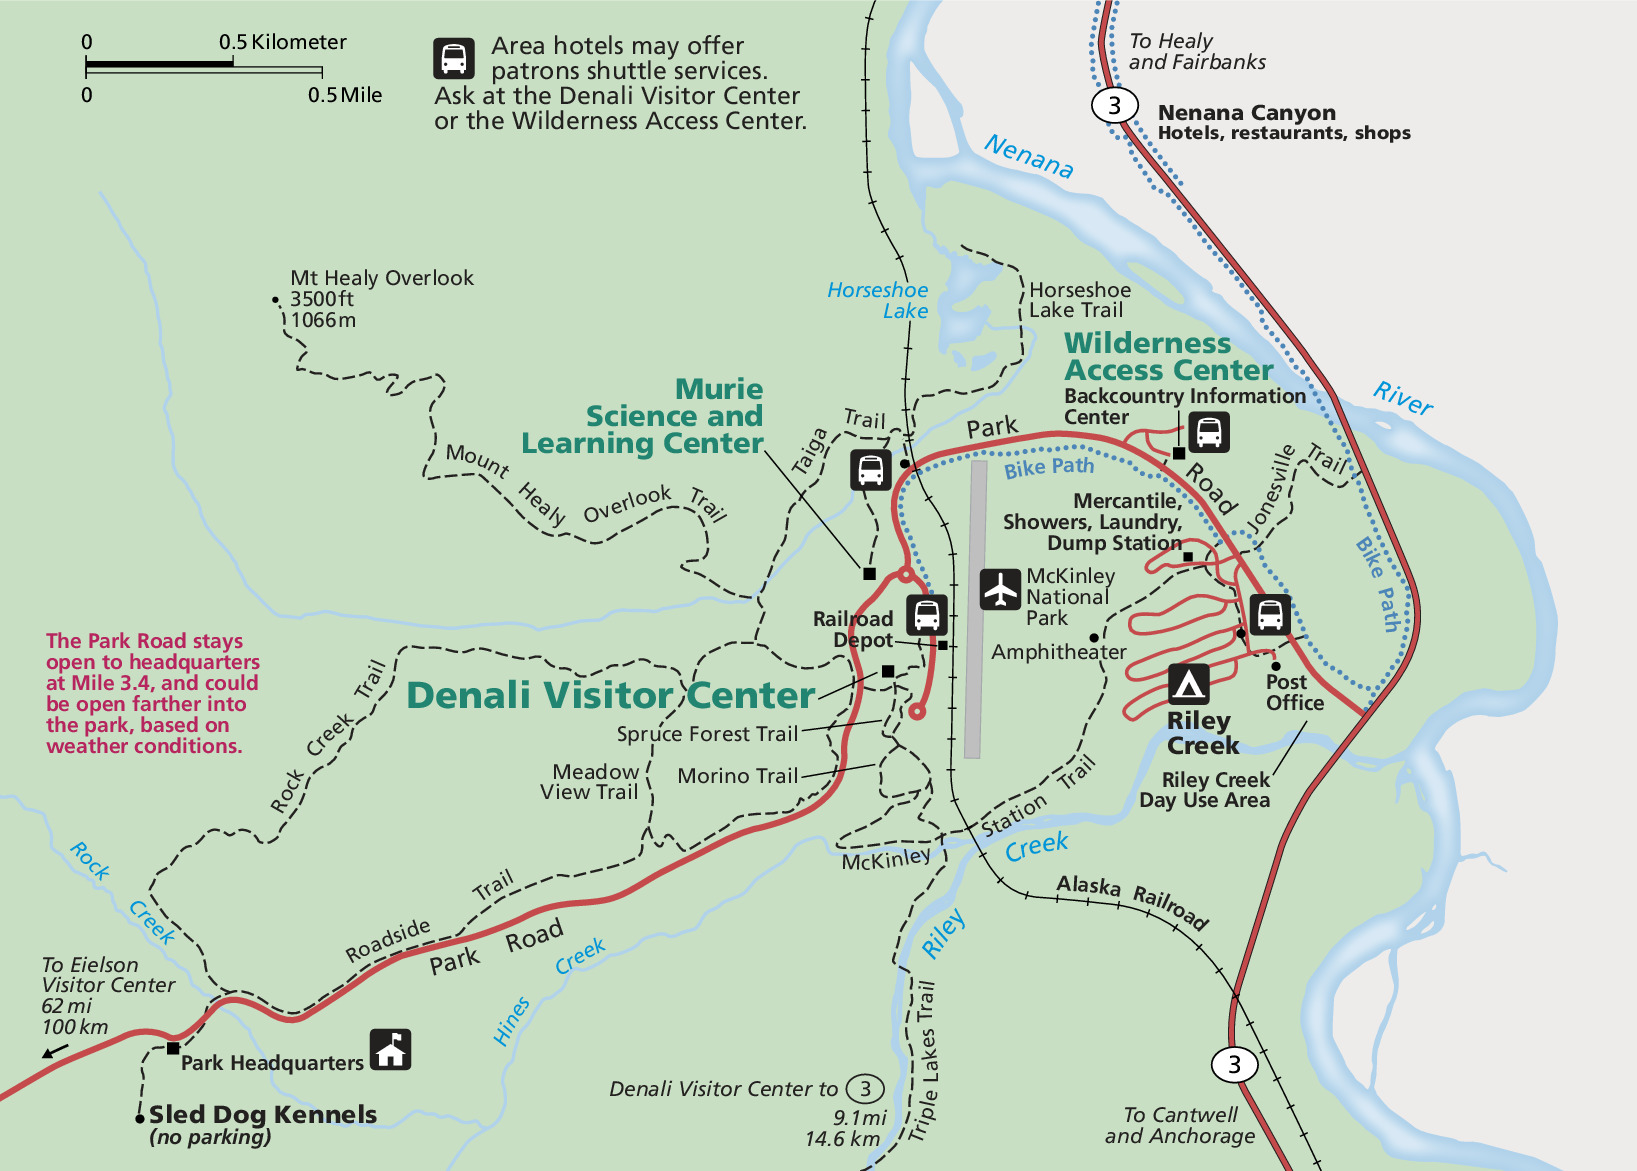 0 0.5 Kilometer
0 0.5 Mile
Area hotels may offer
patrons shuttle services.
Ask at the Denali Visitor Center
or the Wilderness Access Center.
To Healy
and Fairbanks
3
Nenana Canyon
Hotels, restaurants, shops
Nenana
River
Mt Healy Overlook
3500ft
1066m
Horseshoe
Lake
Horseshoe
Lake Trail
Wilderness
Access Center
Backcountry Information
Center
Murie
Science and
Learning Center
Taiga Trail
Park Road
Bike Path
Jonesville Trail
Mount Healy Overlook Trail
Mercantile,
Showers, Laundry,
Dump Station
Bike Path
McKinley
National
Park
Railroad
Depot
Amphitheater
The Park Road stays
open to headquarters
at Mile 3.4, and could
be open farther into
the park, based on
weather conditions.
Rock Creek Trail
Denali Visitor Center
Post
Office
Riley
Creek
Spruce Forest Trail
Meadow
View Trail
Morino Trail
Riley Creek
Day Use Area
McKinley Station Trail
Riley Creek
Rock Creek
Alaska Railroad
Roadside Trail
Park Road
Hines Creek
Triple Lakes Trail
To Eielson
Visitor Center
62 mi
100 km
Park Headquarters
Sled Dog Kennels
(no parking)
Denali Visitor Center to 3
9.1mi
14.6 km
3
To Cantwell
and Anchorage